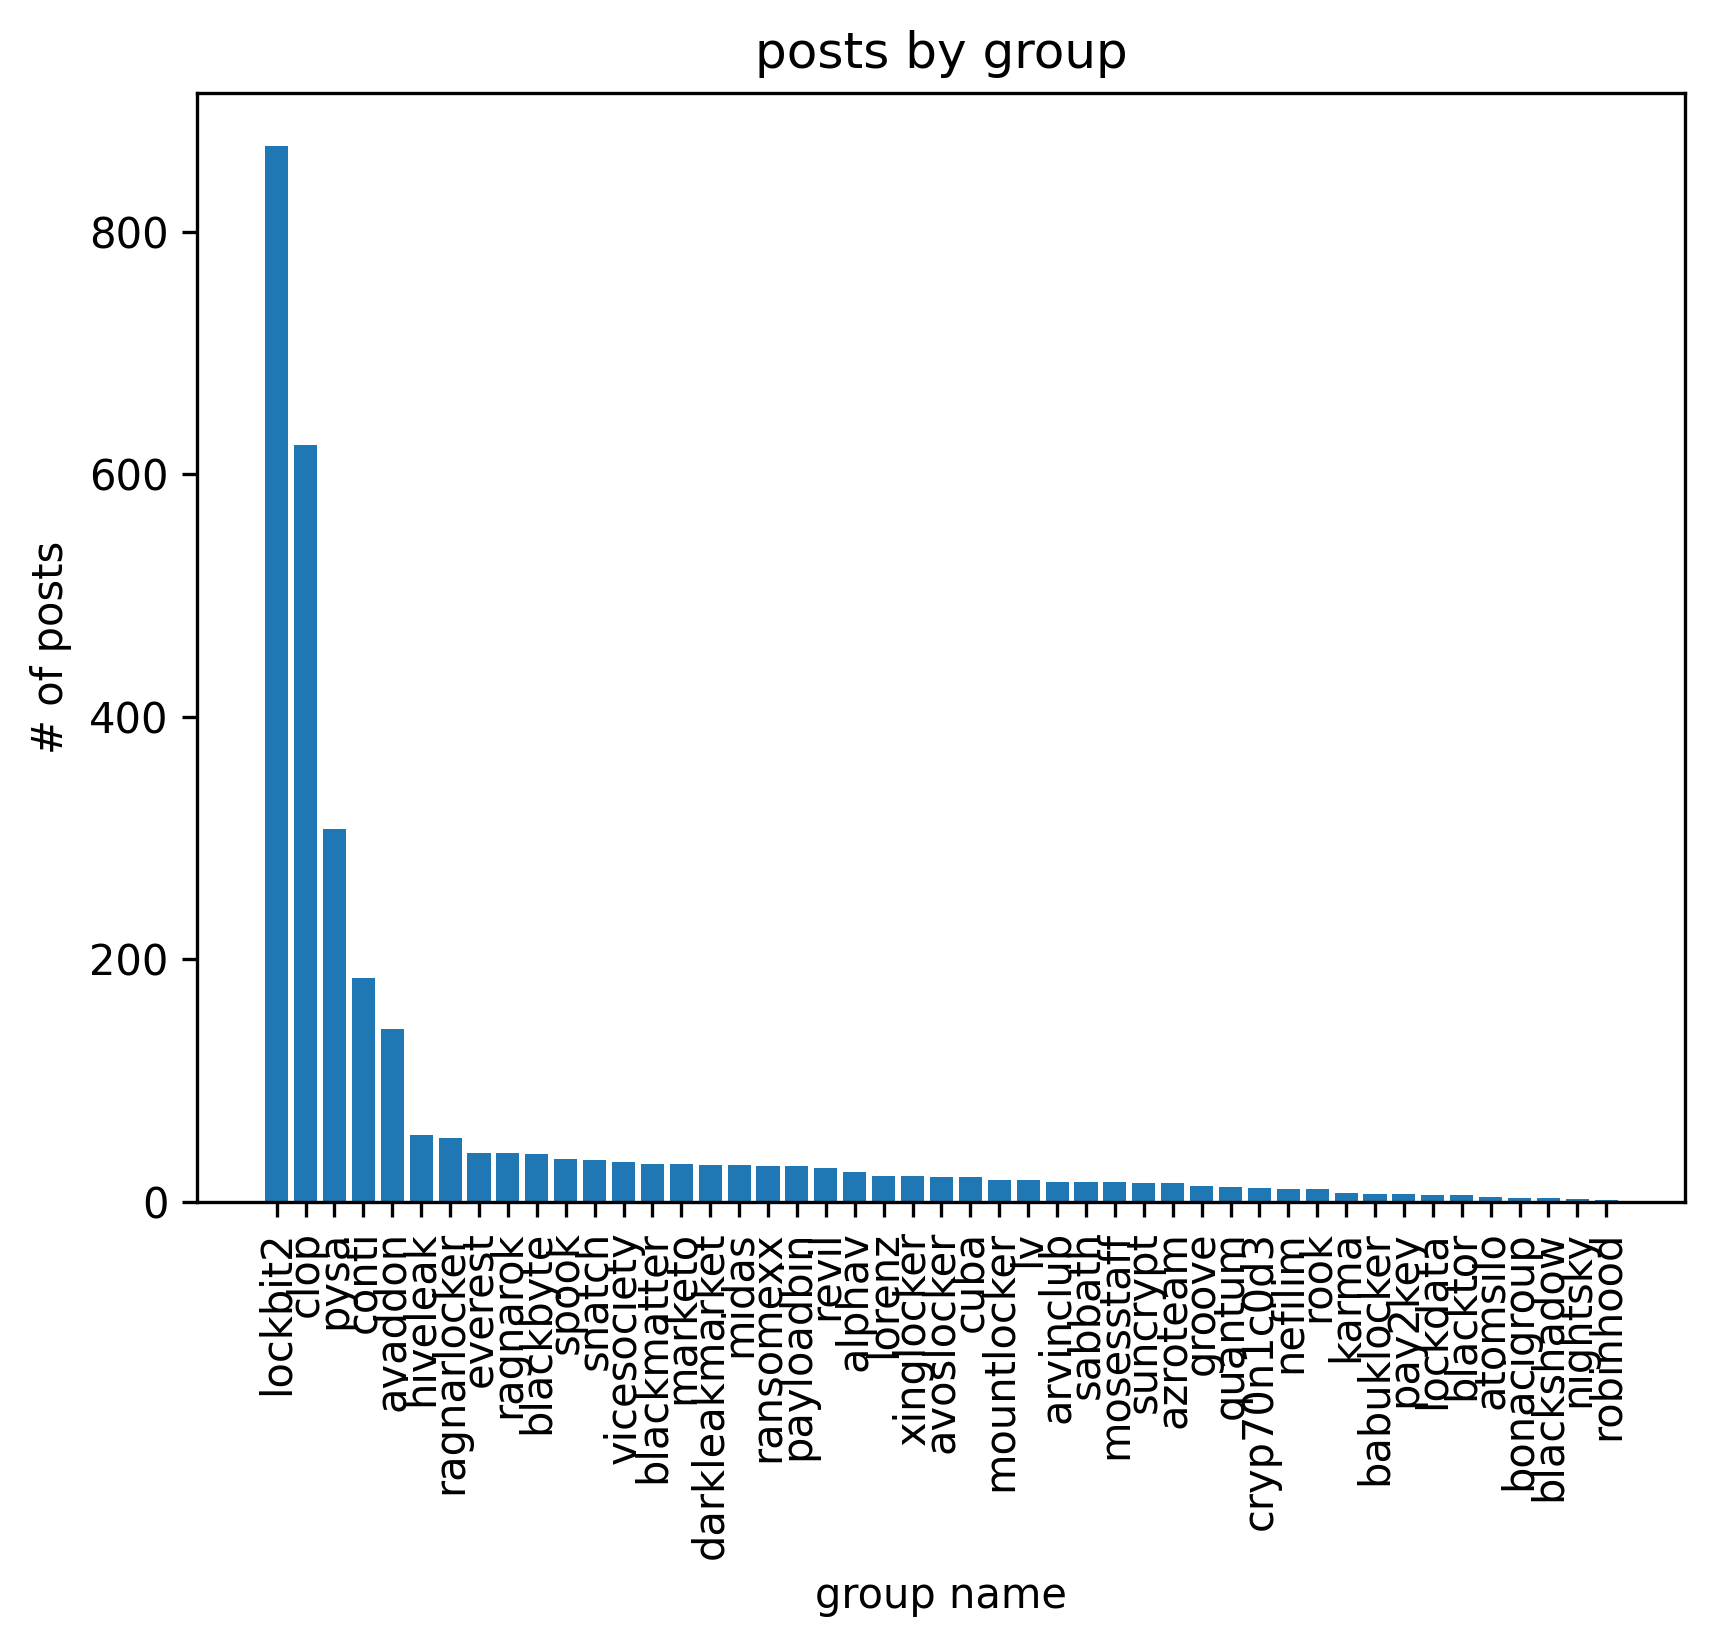 posts by group
# of posts
800
600
400
200
0
lockbit2
clop
pysa
conti
avaddon
hiveleak
ragnarlocker
everest
ragnarok
blackbyte
spook
snatch
vicesociety
blackmatter
marketo
darkleakmarket
midas
ransomexx
payloadbin
revil
alphav
lorenz
xinglocker
avoslocker
cuba
mountlocker
lv
arvinclub
sabbath
mosesstaff
suncrypt
azroteam
groove
quantum
cryp70n1c0d3
nefilim
rook
karma
babuklocker
pay2key
lockdata
blacktor
atomsilo
bonacigroup
blackshadow
nightsky
robinhood
group name